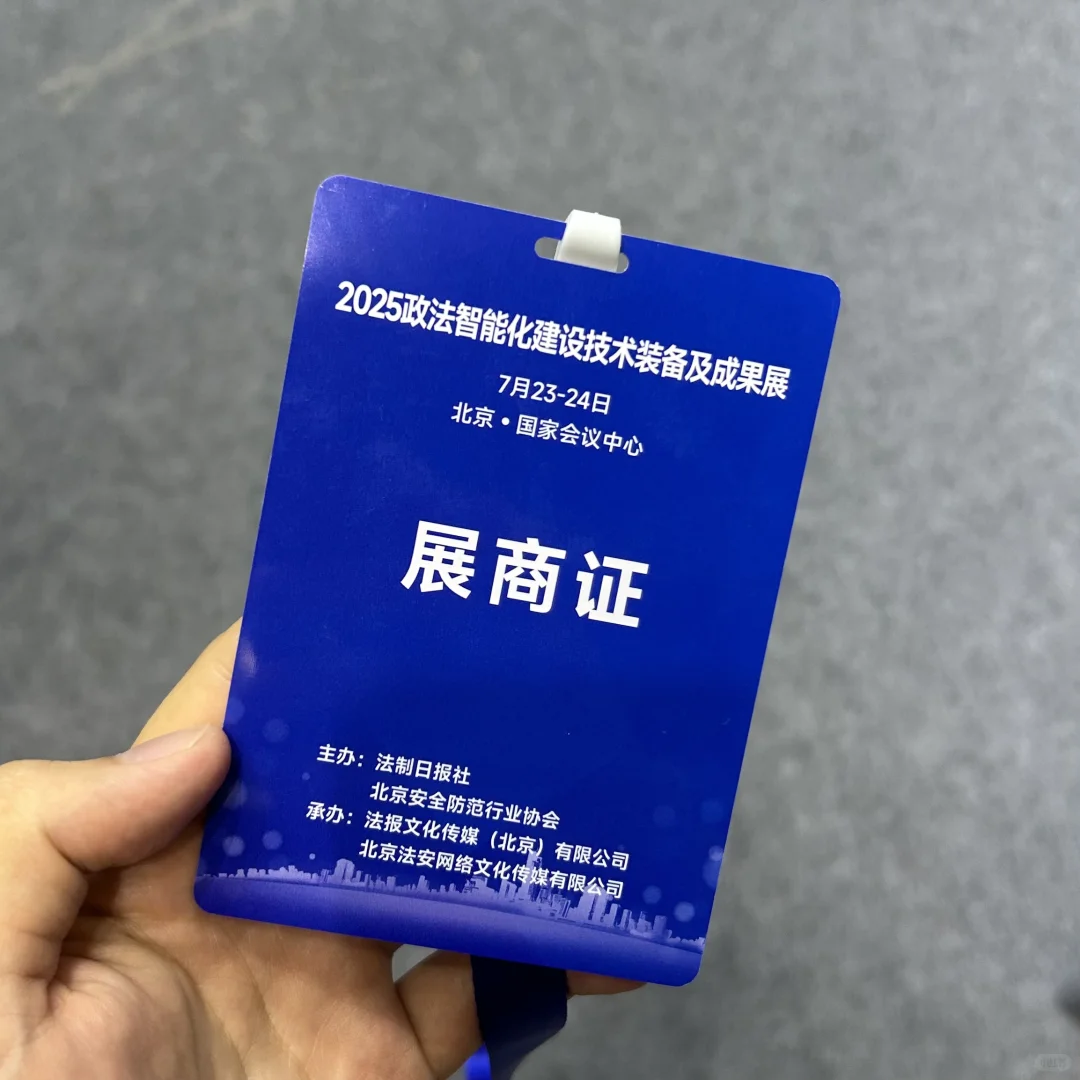 2025政法智能化建设技术装备及成果展
7月23-24日
北京·国家会议中心
展商证
主办：法制日报社
北京安全防范行业协会
承办：法报文化传媒（北京）有限公司
北京法安网络文化传媒有限公司